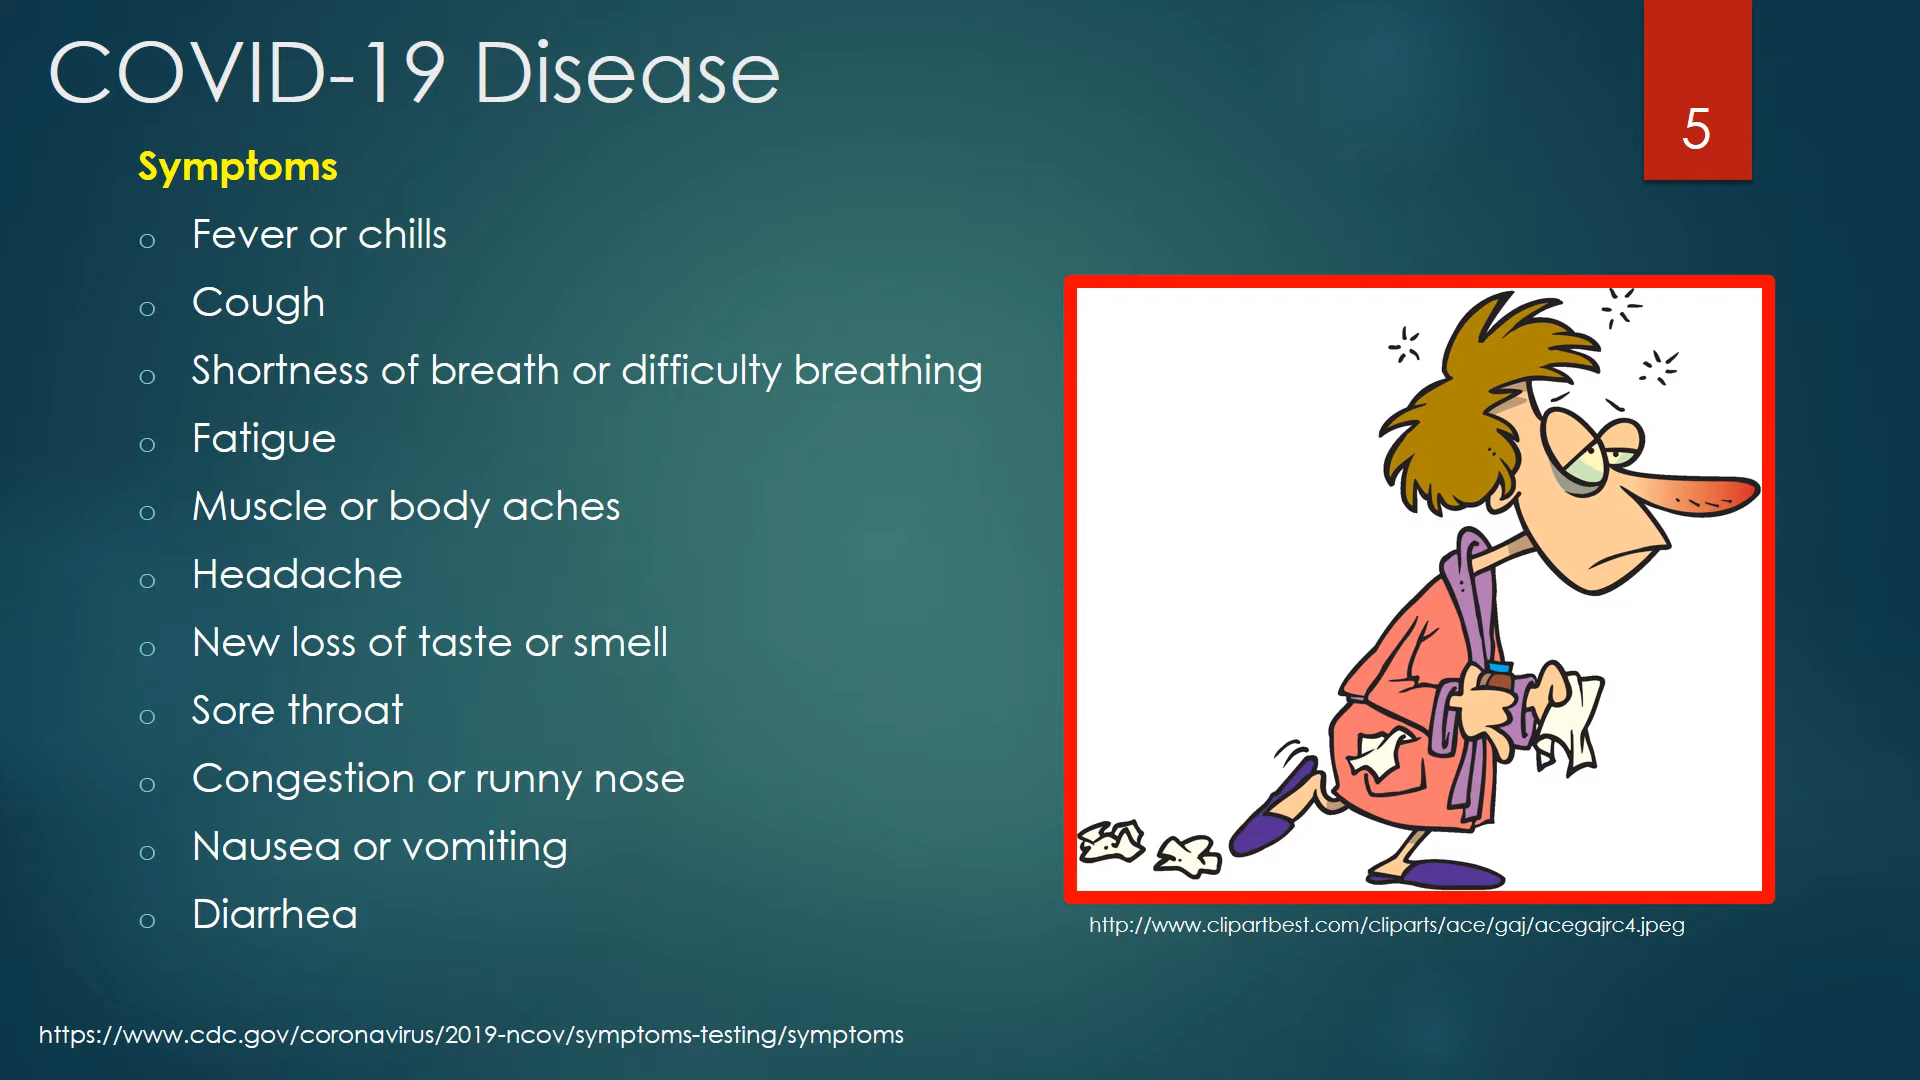 COVID-19 Disease
5
Symptoms
o Fever or chills
o Cough
o Shortness of breath or difficulty breathing
o Fatigue
o Muscle or body aches
o Headache
o New loss of taste or smell
o Sore throat
o Congestion or runny nose
o Nausea or vomiting
o Diarrhea
http://www.clipartbest.com/cliparts/ace/gaj/acegajrc4.jpeg
https://www.cdc.gov/coronavirus/2019-ncov/symptoms-testing/symptoms